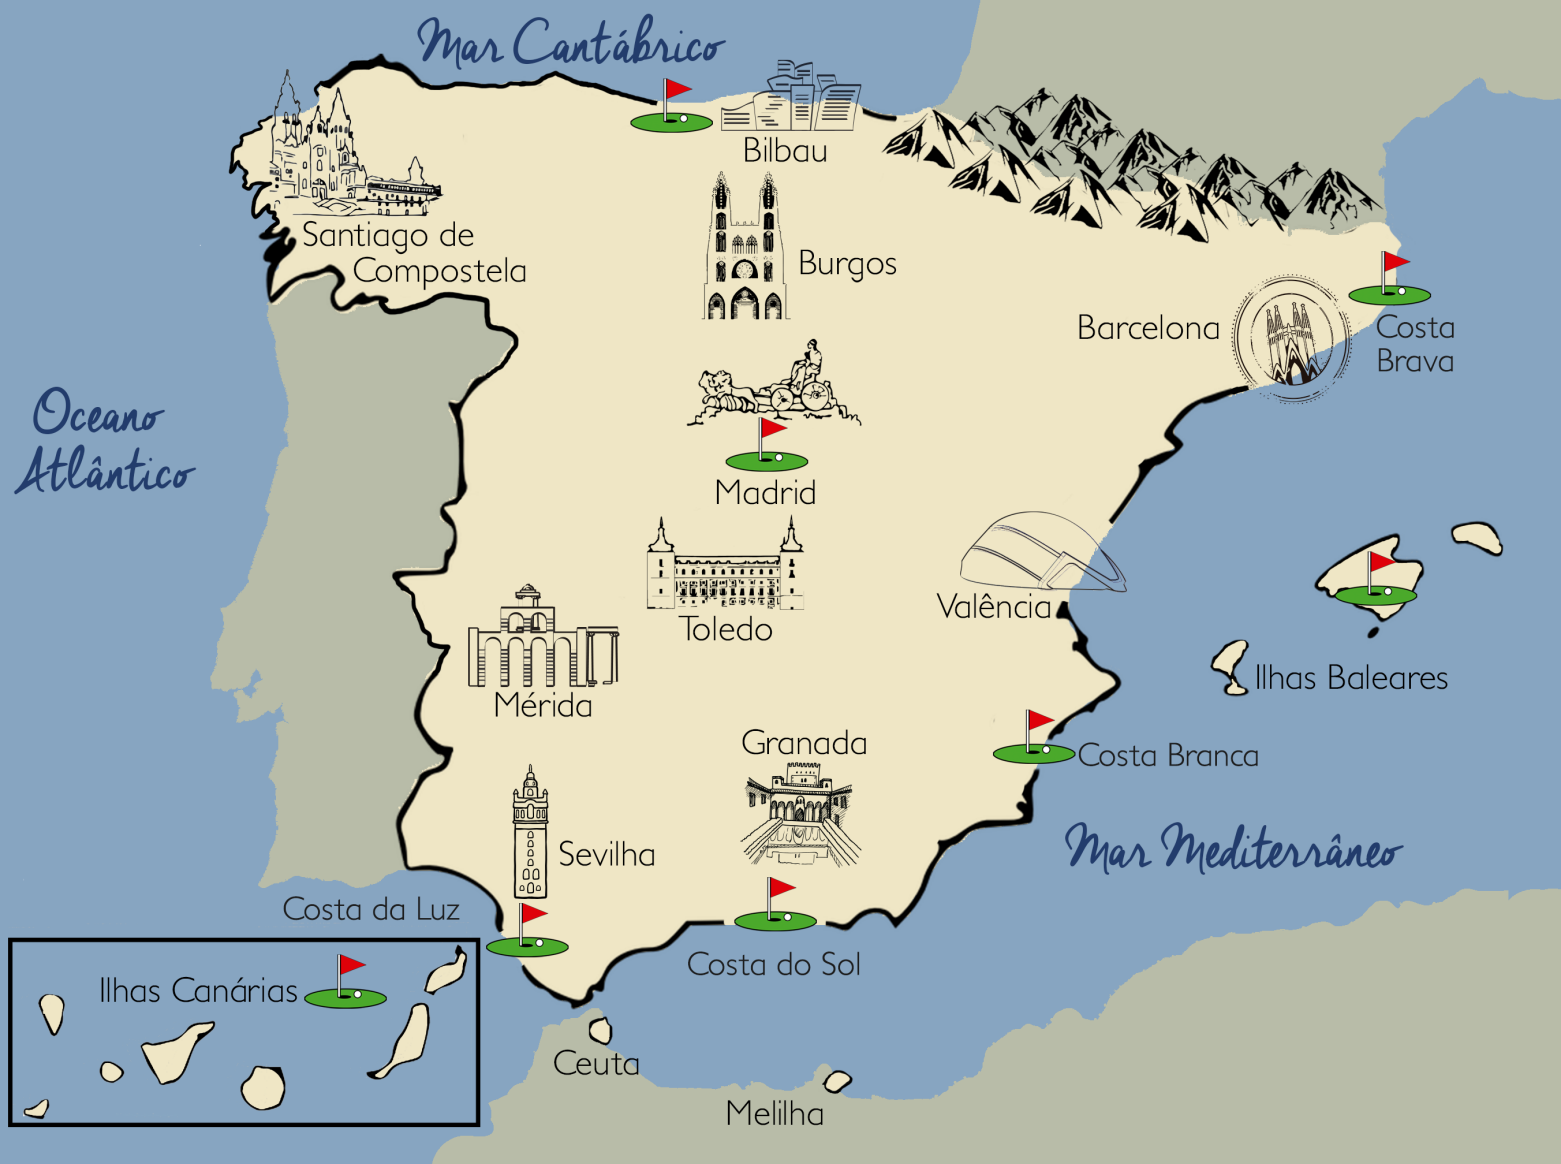 Mar Cantábrico
Bilbau
Santiago de
Compostela
Burgos
Barcelona
Costa
Brava
Oceano
Atlântico
Madrid
Toledo
Valência
Mérida
Ilhas Baleares
Granada
Costa Branca
Sevilha
Mar Mediterrâneo
Costa da Luz
Costa do Sol
Ilhas Canárias
Ceuta
Melilha